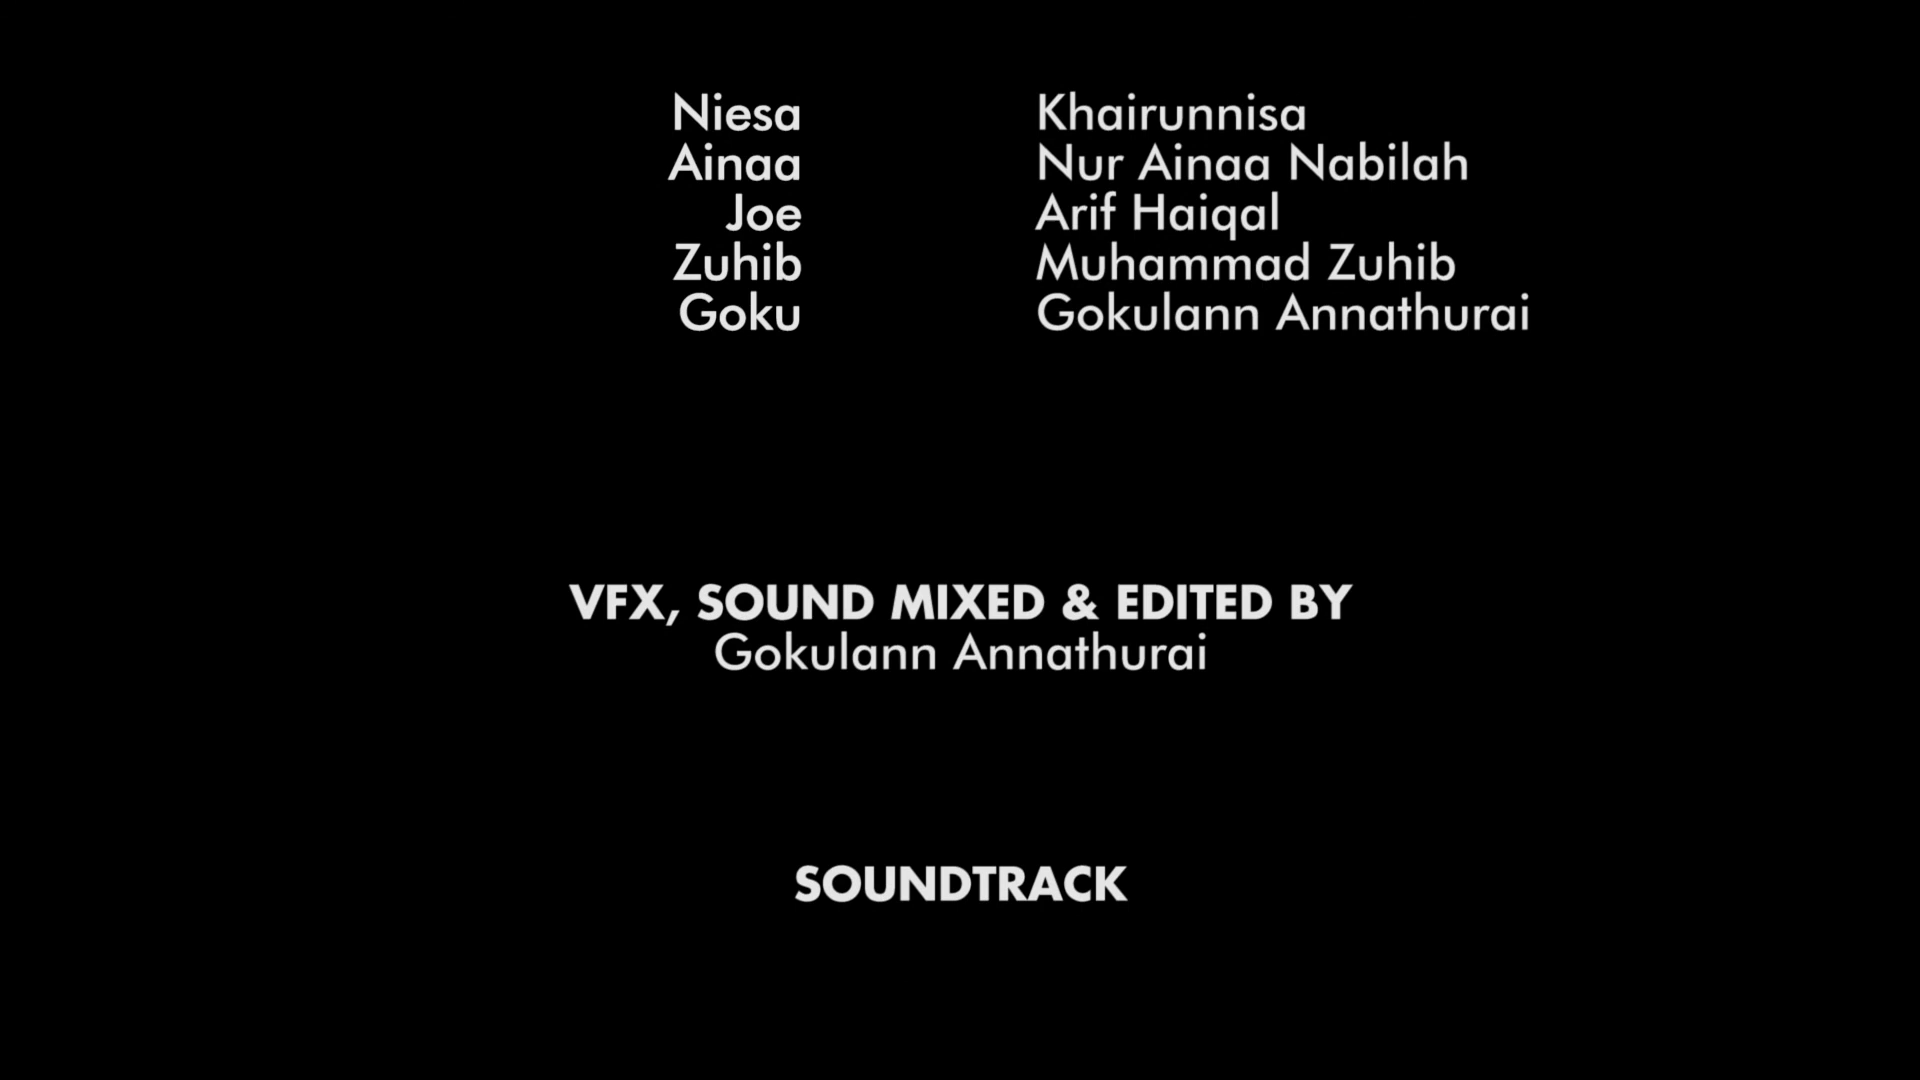 Niesa Khairunnisa
Ainaa Nur Ainaa Nabilah
Joe Arif Haiqal
Zuhib Muhammad Zuhib
Goku Gokulann Annathurai
VFX, SOUND MIXED & EDITED BY
Gokulann Annathurai
SOUNDTRACK